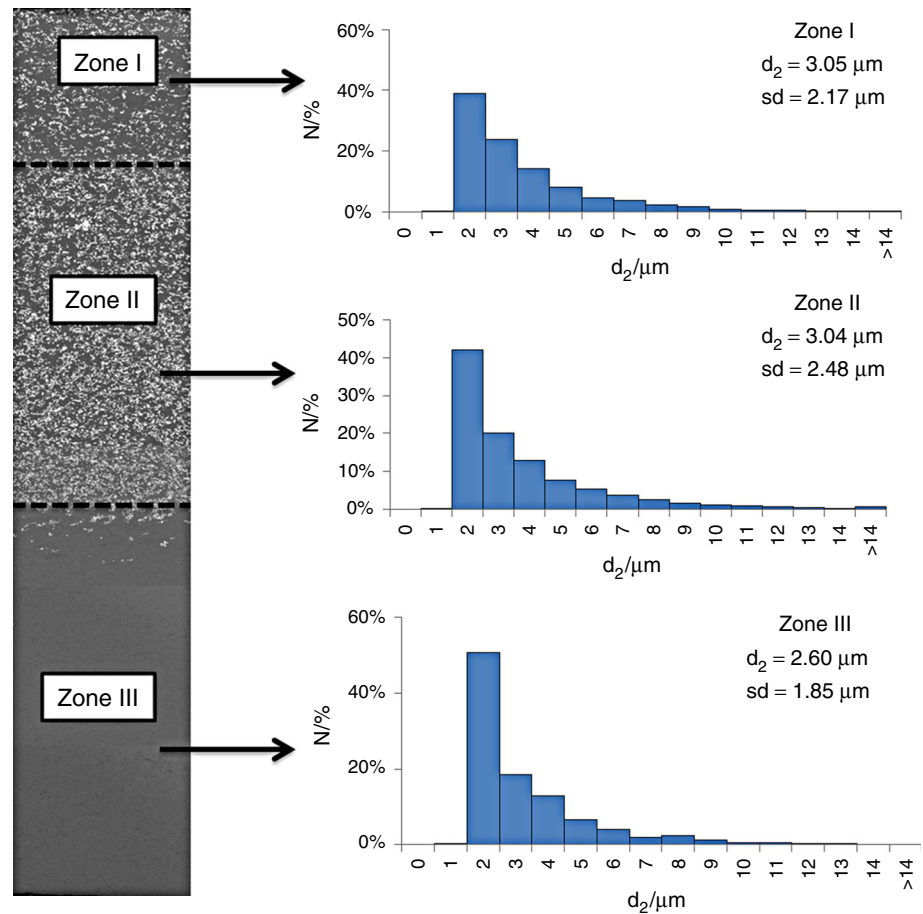 Zone I
Zone II
Zone III
60%
40%
20%
0%
N/%
Zone I
d₂ = 3.05 μm
sd = 2.17 μm
0 1 2 3 4 5 6 7 8 9 10 11 12 13 14 >14
d₂/μm
50%
40%
30%
20%
10%
0%
N/%
Zone II
d₂ = 3.04 μm
sd = 2.48 μm
0 1 2 3 4 5 6 7 8 9 10 11 12 13 14 >14
d₂/μm
60%
40%
20%
0%
N/%
Zone III
d₂ = 2.60 μm
sd = 1.85 μm
0 1 2 3 4 5 6 7 8 9 10 11 12 13 14 >14
d₂/μm